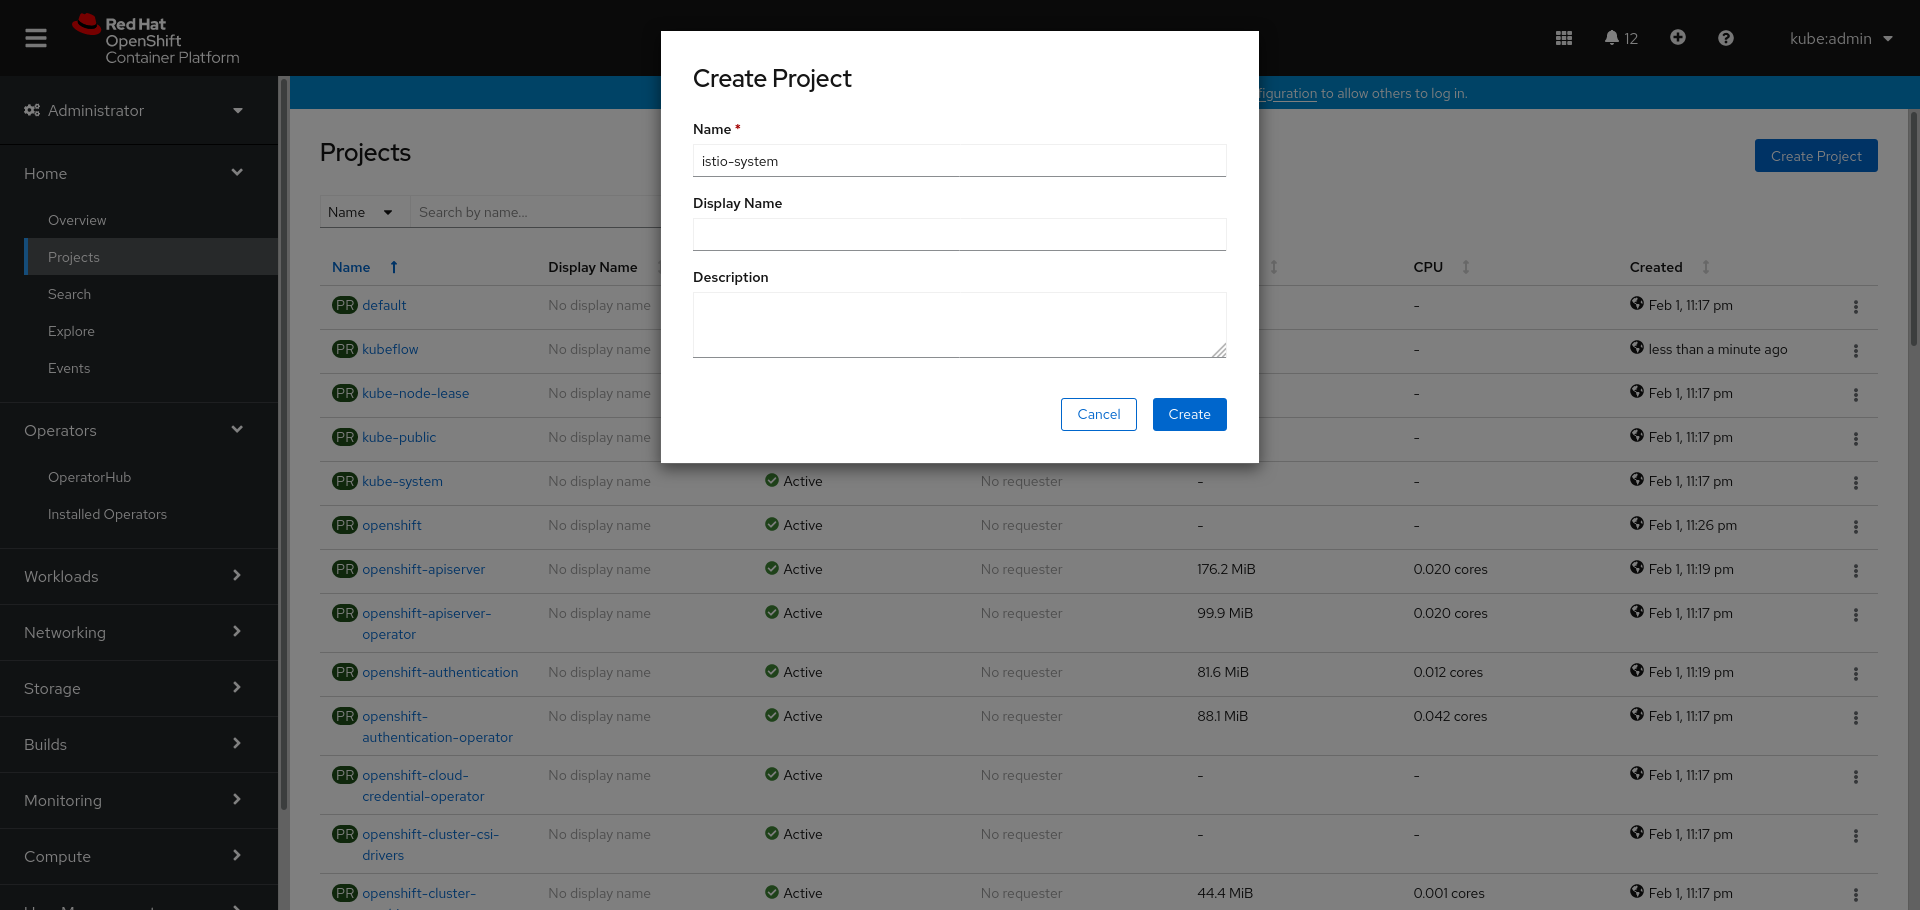 Red Hat
OpenShift
Container Platform
12
kube:admin
Administrator
Home
Overview
Projects
Search
Explore
Events
Operators
OperatorHub
Installed Operators
Workloads
Networking
Storage
Builds
Monitoring
Compute
figuration to allow others to log in.
Projects
Create Project
Name
Search by name...
Name Display Name CPU Created
PR default No display name - Feb 1, 11:17 pm
PR kubeflow No display name - less than a minute ago
PR kube-node-lease No display name - Feb 1, 11:17 pm
PR kube-public No display name - Feb 1, 11:17 pm
PR kube-system No display name Active No requester - - Feb 1, 11:17 pm
PR openshift No display name Active No requester - - Feb 1, 11:26 pm
PR openshift-apiserver No display name Active No requester 176.2 MiB 0.020 cores Feb 1, 11:19 pm
PR openshift-apiserver- No display name Active No requester 99.9 MiB 0.020 cores Feb 1, 11:17 pm
operator
PR openshift-authentication No display name Active No requester 81.6 MiB 0.012 cores Feb 1, 11:19 pm
PR openshift- No display name Active No requester 88.1 MiB 0.042 cores Feb 1, 11:17 pm
authentication-operator
PR openshift-cloud- No display name Active No requester - - Feb 1, 11:17 pm
credential-operator
PR openshift-cluster-csi- No display name Active No requester - - Feb 1, 11:17 pm
drivers
PR openshift-cluster- No display name Active No requester 44.4 MiB 0.001 cores Feb 1, 11:17 pm
Create Project
Name *
istio-system
Display Name
Description
Cancel
Create